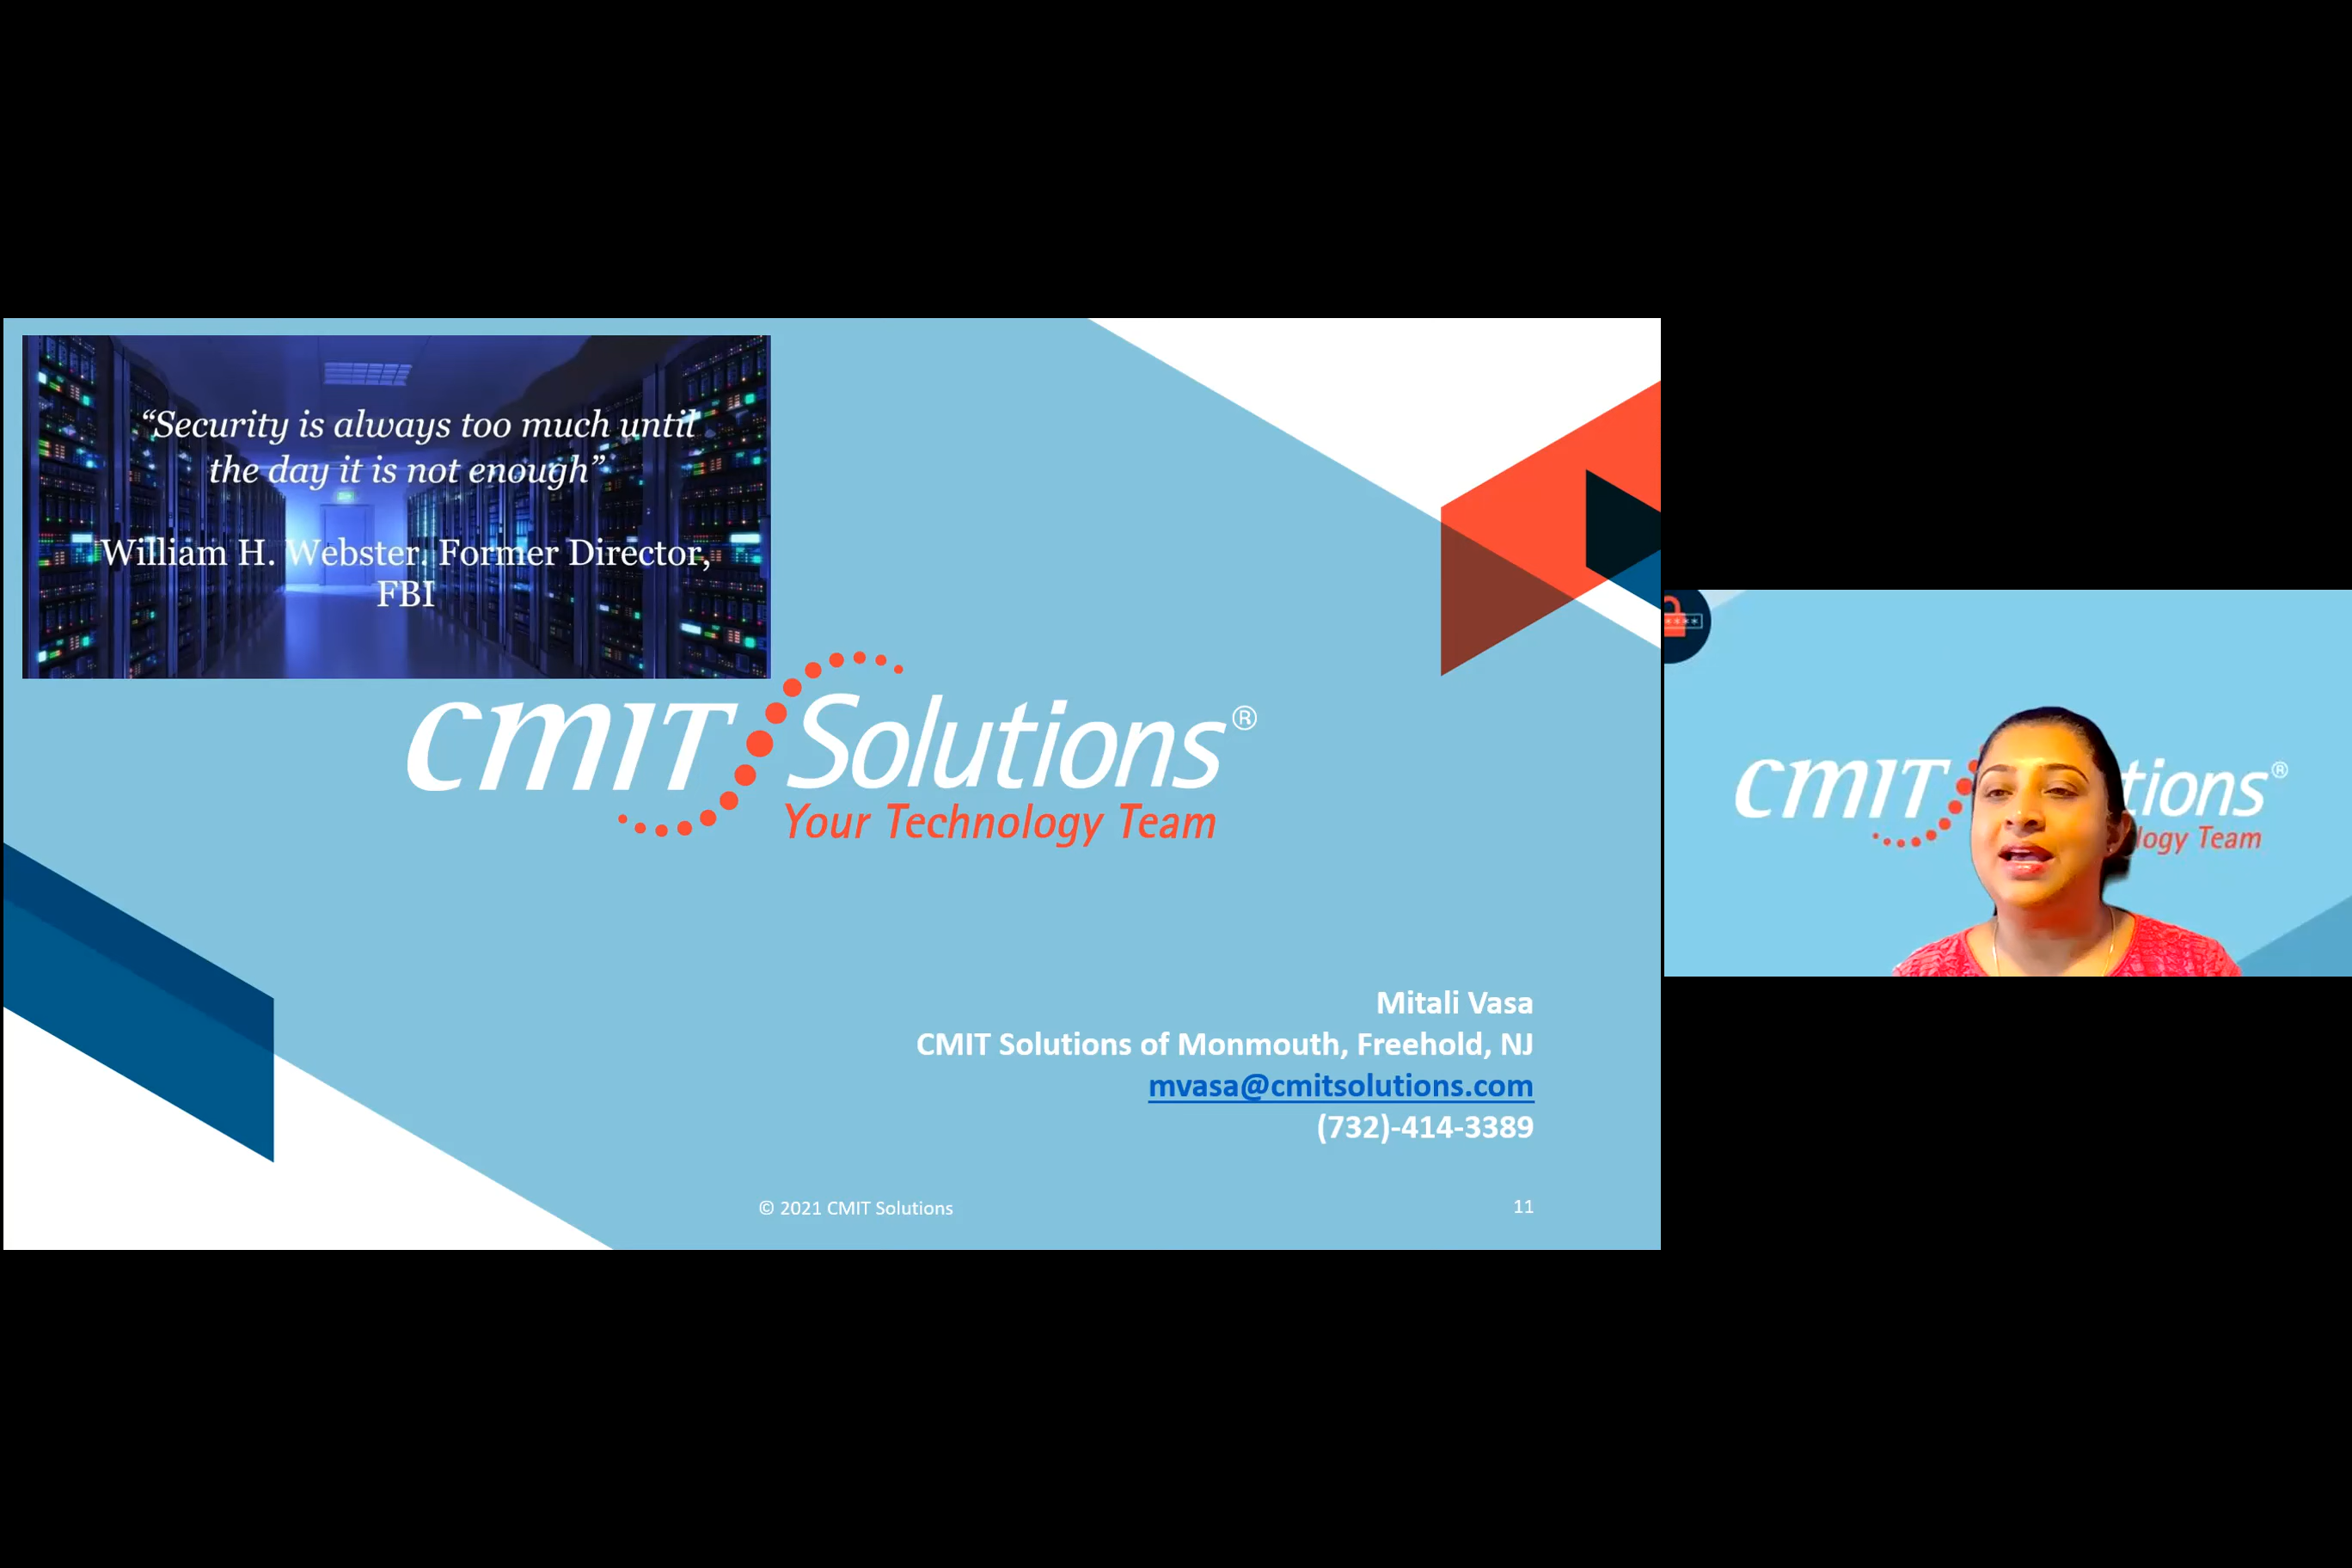 “Security is always too much until
the day it is not enough”
William H. Webster. Former Director,
FBI
CMIT Solutions®
Your Technology Team
Mitali Vasa
CMIT Solutions of Monmouth, Freehold, NJ
mvasa@cmitsolutions.com
(732)-414-3389
© 2021 CMIT Solutions
11
****
CMIT tions®
logy Team